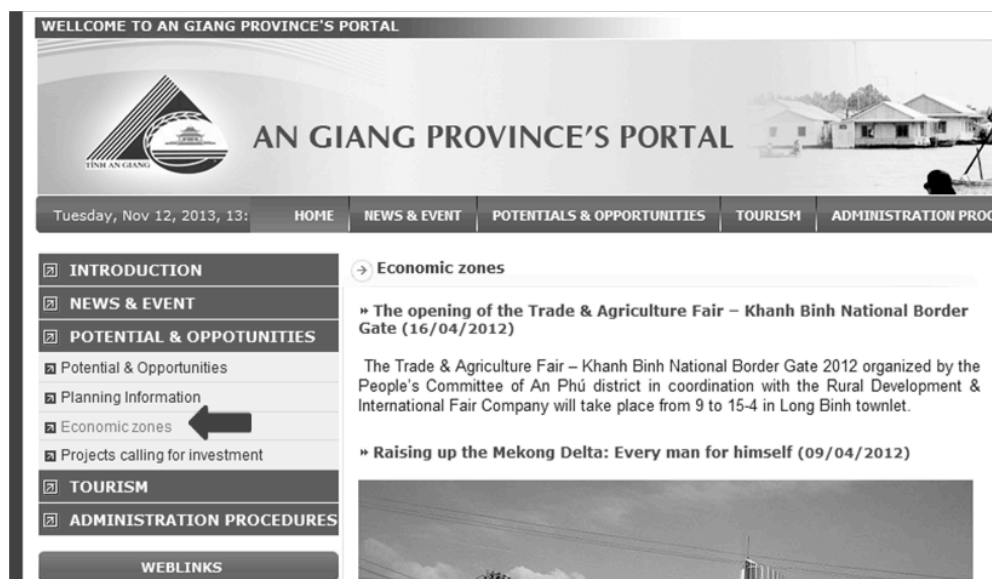 WELLCOME TO AN GIANG PROVINCE'S PORTAL
TỈNH AN GIANG
AN GIANG PROVINCE'S PORTAL
Tuesday, Nov 12, 2013, 13:
HOME
NEWS & EVENT
POTENTIALS & OPPORTUNITIES
TOURISM
ADMINISTRATION PROC
INTRODUCTION
NEWS & EVENT
POTENTIAL & OPPOTUNITIES
Potential & Opportunities
Planning Information
Economic zones
Projects calling for investment
TOURISM
ADMINISTRATION PROCEDURES
WEBLINKS
Economic zones
» The opening of the Trade & Agriculture Fair – Khanh Binh National Border
Gate (16/04/2012)
The Trade & Agriculture Fair – Khanh Binh National Border Gate 2012 organized by the
People's Committee of An Phú district in coordination with the Rural Development &
International Fair Company will take place from 9 to 15-4 in Long Binh townlet.
» Raising up the Mekong Delta: Every man for himself (09/04/2012)